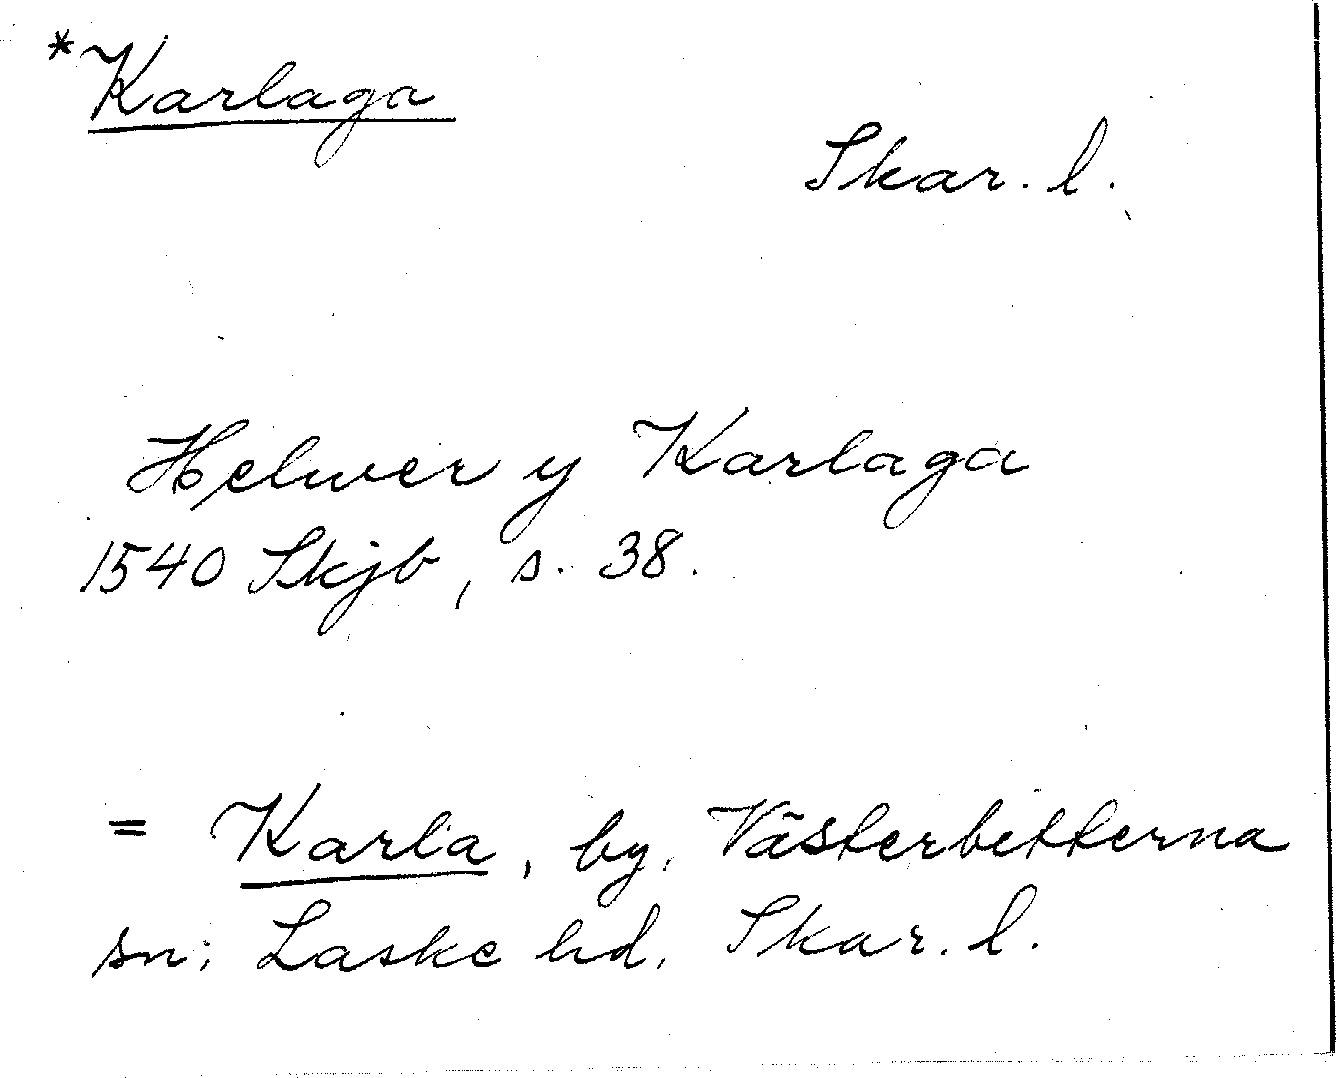 *Karlaga
Skar. l.
Helwer y Karlaga
1540 Skjb, s. 38.
= Karla, by, Västerbitterna
sn; Laske hd, Skar. l.